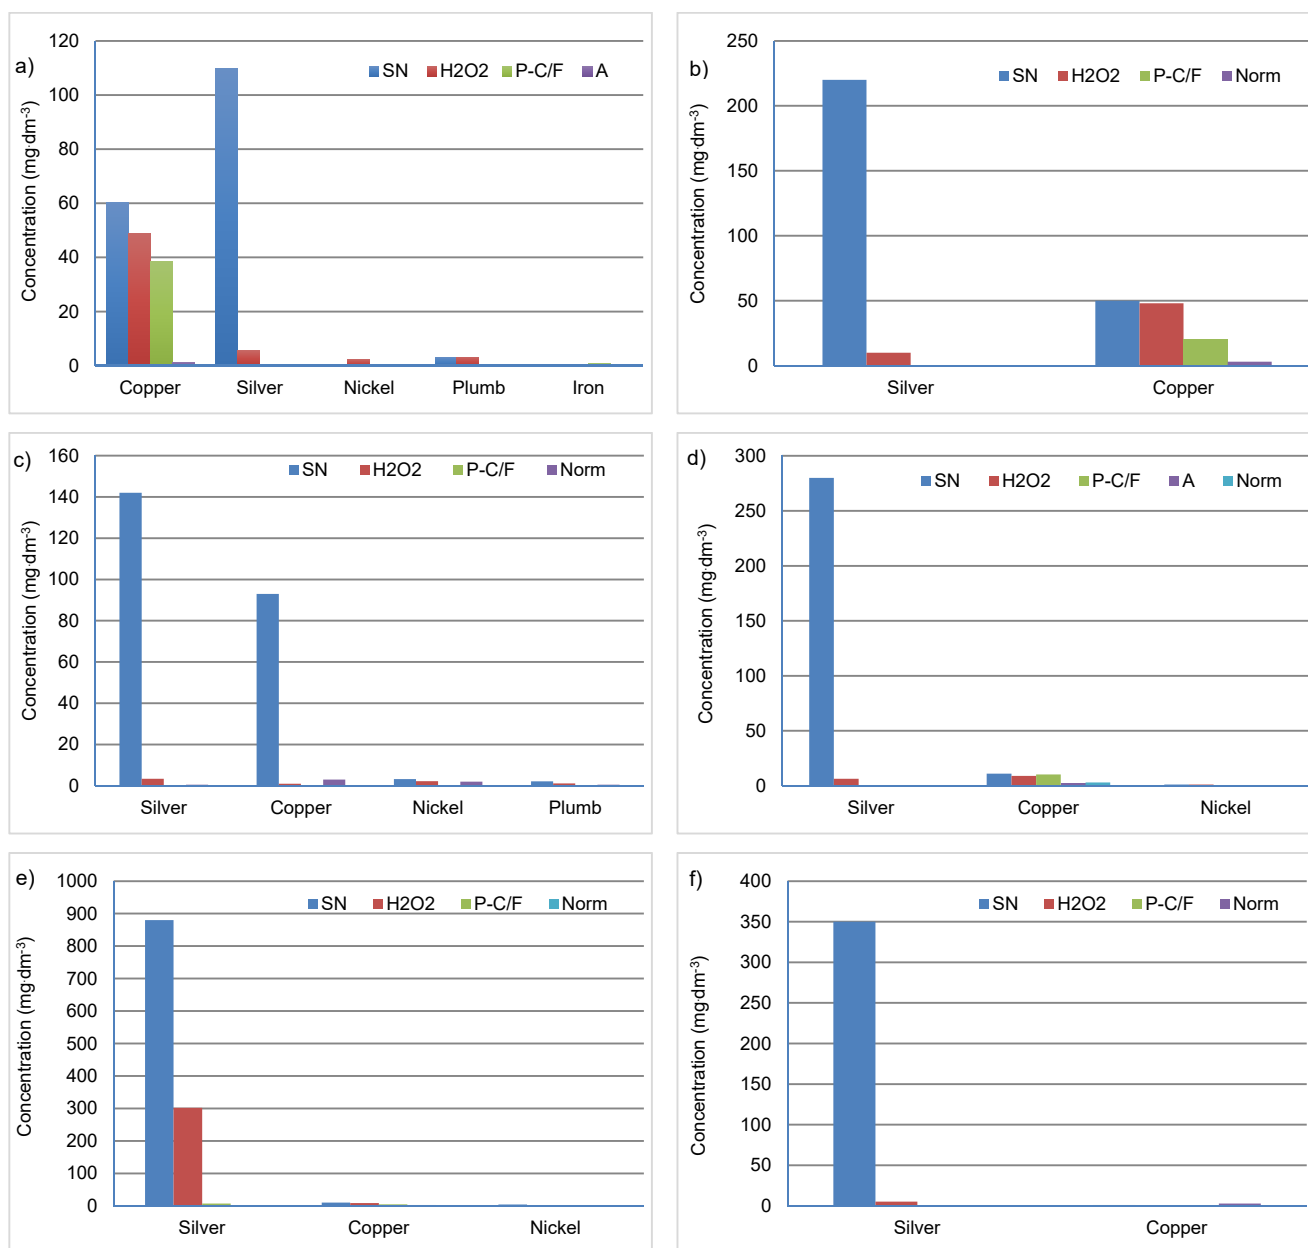 a)
SN H2O2 P-C/F A
Concentration (mg·dm-3)
120
100
80
60
40
20
0
Copper Silver Nickel Plumb Iron
b)
SN H2O2 P-C/F Norm
Concentration (mg·dm-3)
250
200
150
100
50
0
Silver Copper
c)
SN H2O2 P-C/F Norm
Concentration (mg·dm-3)
160
140
120
100
80
60
40
20
0
Silver Copper Nickel Plumb
d)
SN H2O2 P-C/F A Norm
Concentration (mg·dm-3)
300
250
200
150
100
50
0
Silver Copper Nickel
e)
SN H2O2 P-C/F Norm
Concentration (mg·dm-3)
1000
900
800
700
600
500
400
300
200
100
0
Silver Copper Nickel
f)
SN H2O2 P-C/F Norm
Concentration (mg·dm-3)
400
350
300
250
200
150
100
50
0
Silver Copper